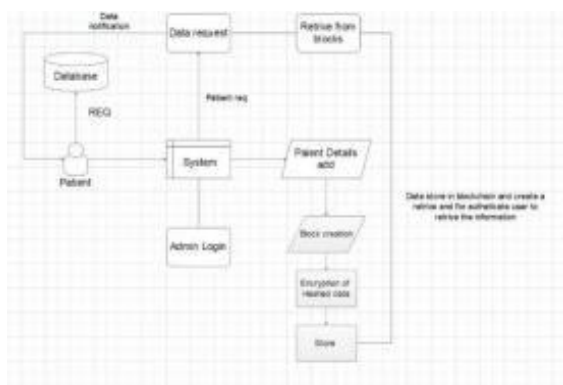 Data
notification
Data request
Retrive from
blocks
Database
Patient req
REQ
System
Patient Details
add
Patient
Data store in blockchain and create a
retrive and for autheticate user to
retrive the information
Block creation
Admin Login
Encryption of
data
Store